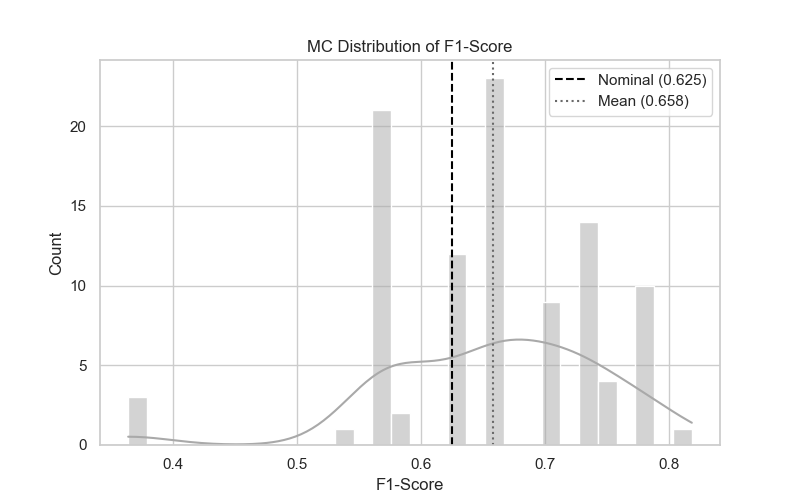 MC Distribution of F1-Score
Nominal (0.625)
Mean (0.658)
Count
20
15
10
5
0
0.4 0.5 0.6 0.7 0.8
F1-Score